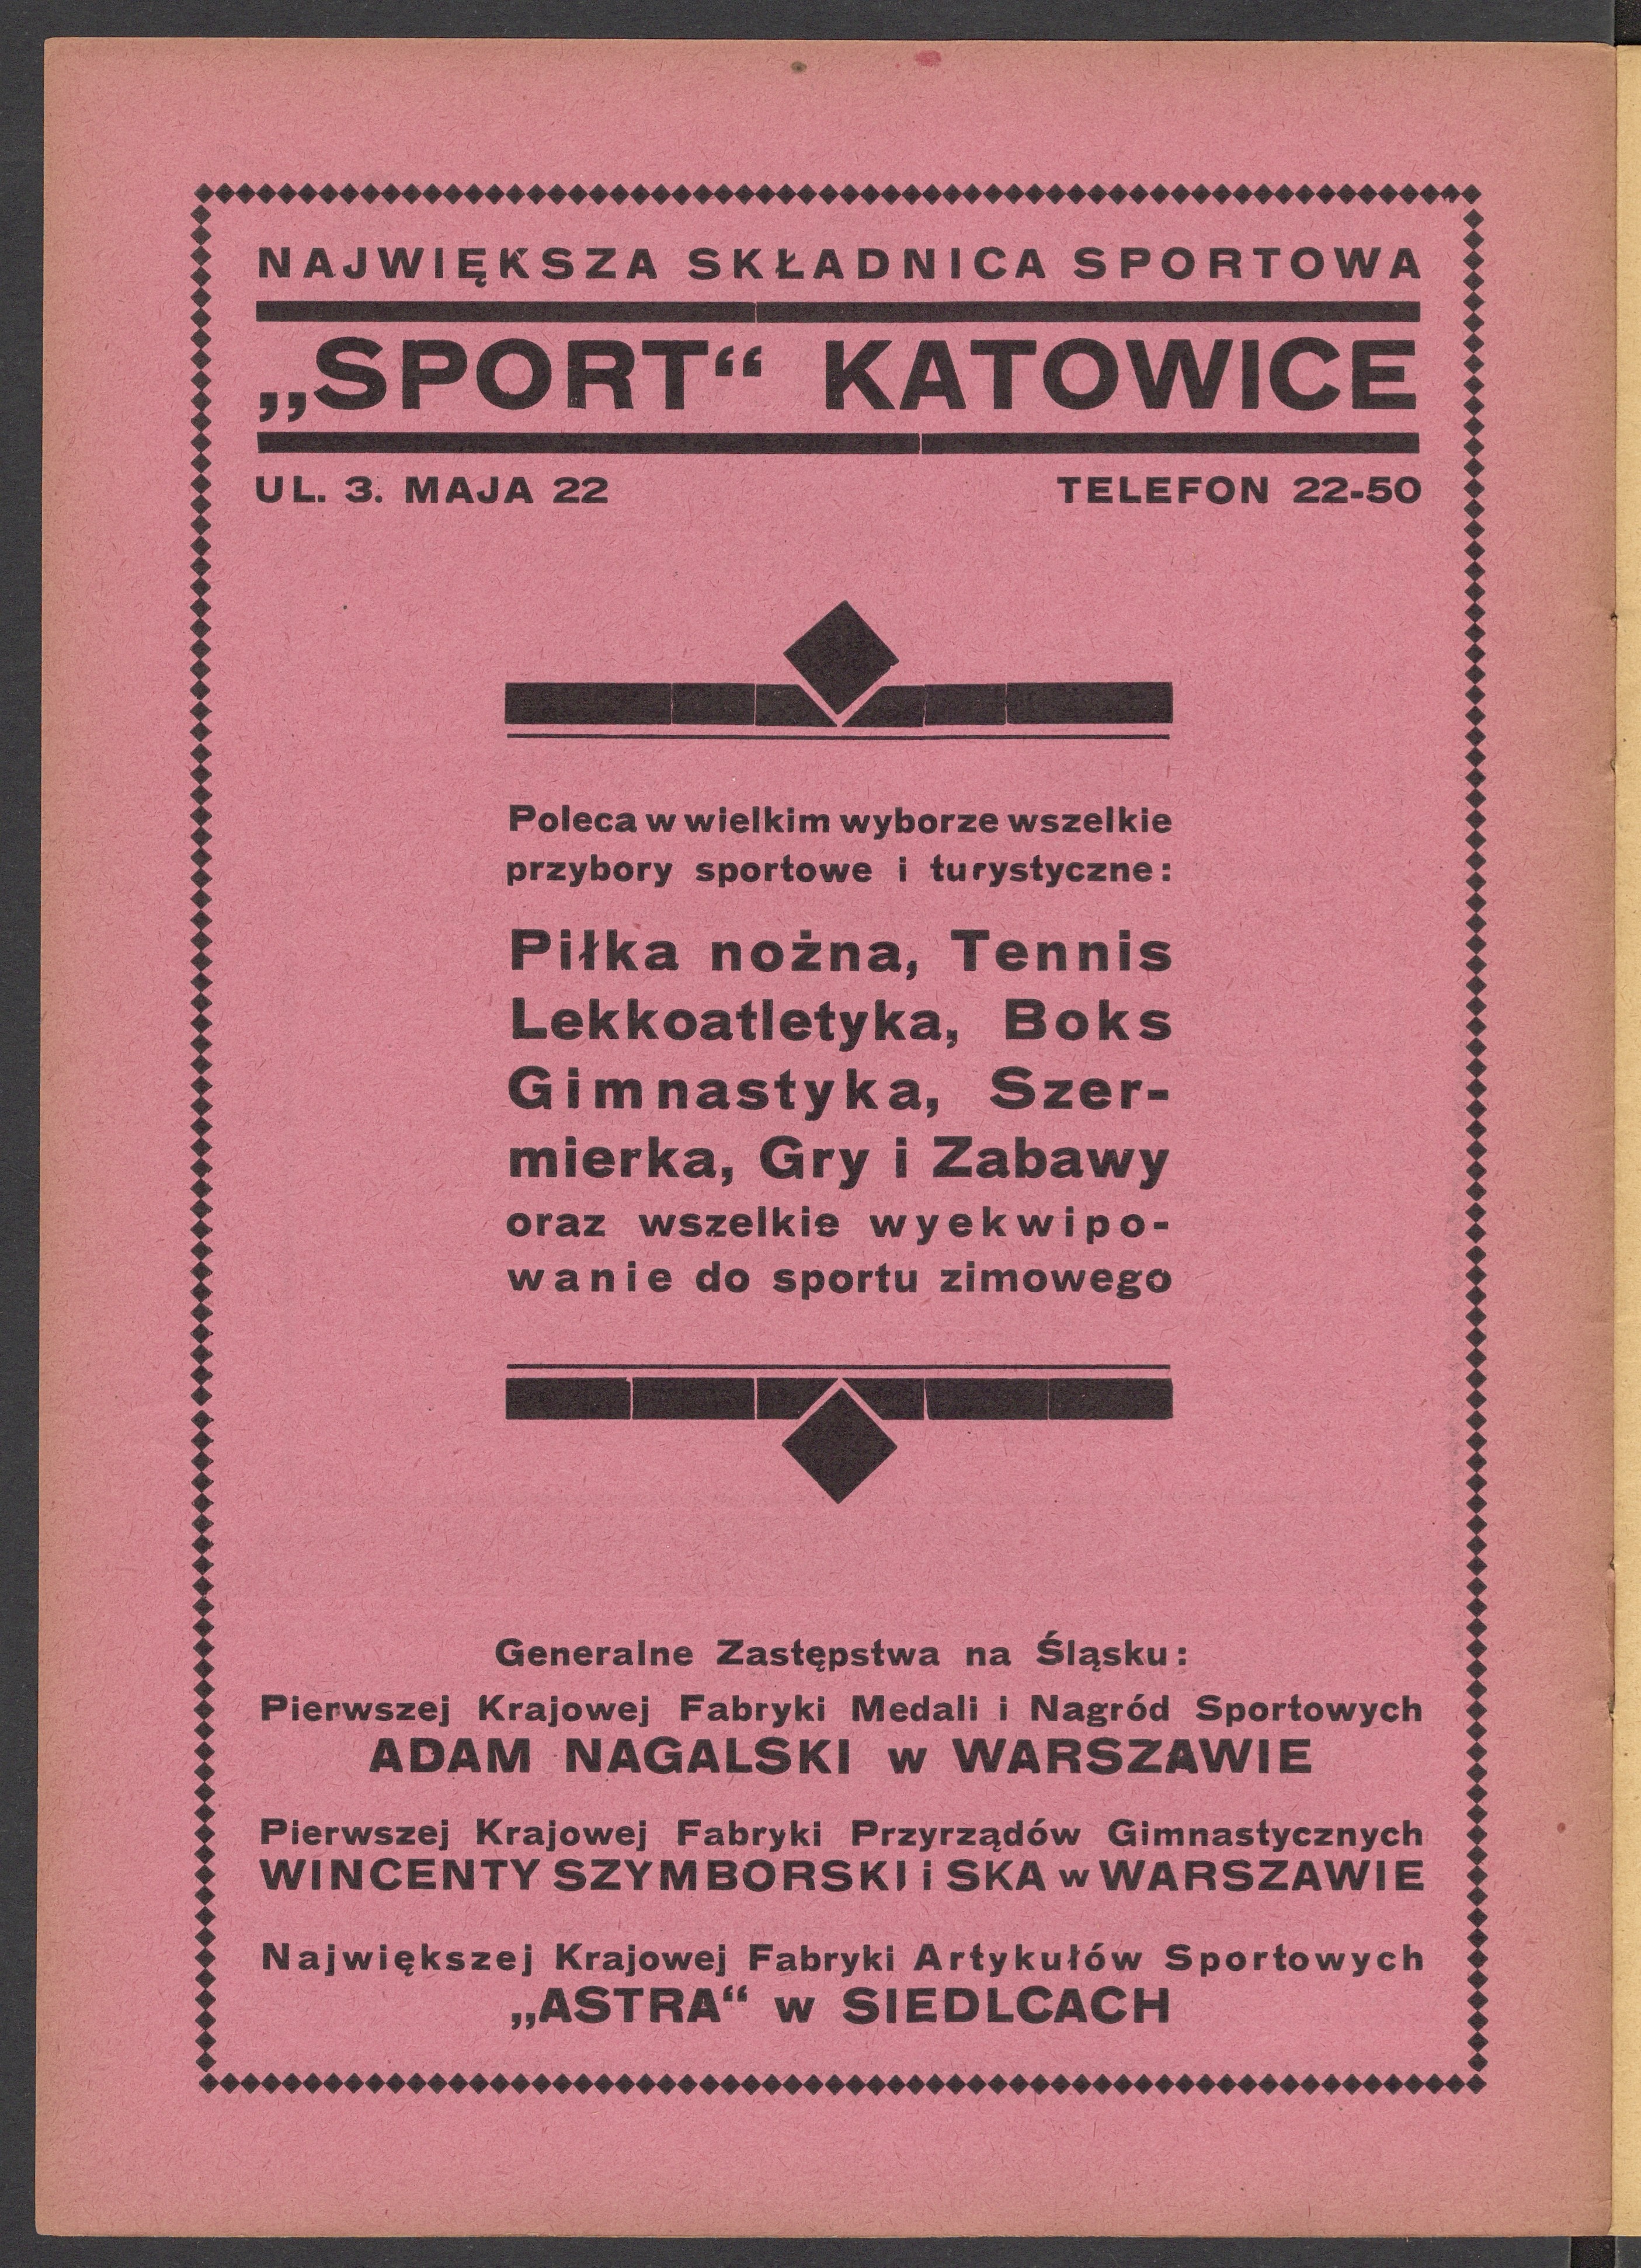 NAJWIĘKSZA SKŁADNICA SPORTOWA
„SPORT“ KATOWICE
UL. 3. MAJA 22 TELEFON 22-50
Poleca w wielkim wyborze wszelkie
przybory sportowe i turystyczne:
Piłka nożna, Tennis
Lekkoatletyka, Boks
Gimnastyka, Szer-
mierka, Gry i Zabawy
oraz wszelkie wyekwipo-
wanie do sportu zimowego
Generalne Zastępstwa na Śląsku:
Pierwszej Krajowej Fabryki Medali i Nagród Sportowych
ADAM NAGALSKI w WARSZAWIE
Pierwszej Krajowej Fabryki Przyrządów Gimnastycznych
WINCENTY SZYMBORSKI i SKA w WARSZAWIE
Największej Krajowej Fabryki Artykułów Sportowych
„ASTRA“ w SIEDLCACH